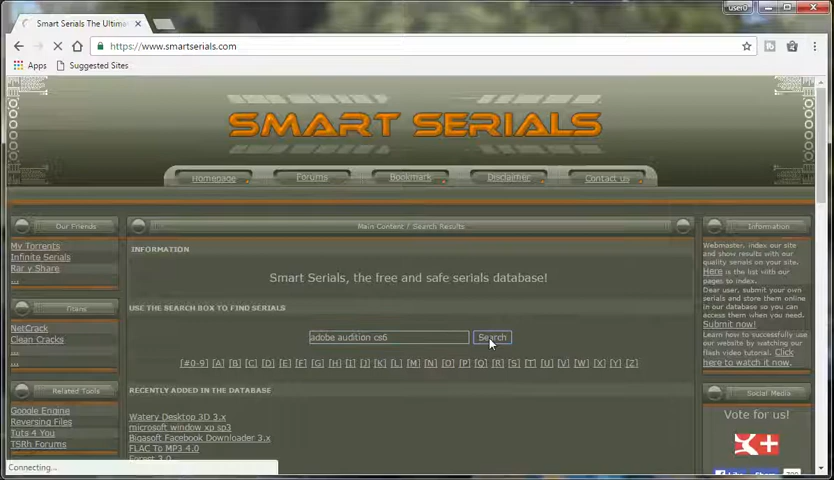 user0
Smart Serials The Ultima
https://www.smartserials.com
Apps
Suggested Sites
SMART SERIALS
Homepage
Forums
Bookmark
Disclaimer
Contact us
Our Friends
My Torrents
Infinite Serials
Rar y Share
...
Titans
NetCrack
Clean Cracks
...
...
Related Tools
Google Engine
Reversing Files
Tuts 4 You
TSRh Forums
Main Content / Search Results
INFORMATION
Smart Serials, the free and safe serials database!
USE THE SEARCH BOX TO FIND SERIALS
adobe audition cs6
Search
[#0-9] [A] [B] [C] [D] [E] [F] [G] [H] [I] [J] [K] [L] [M] [N] [O] [P] [Q] [R] [S] [T] [U] [V] [W] [X] [Y] [Z]
RECENTLY ADDED IN THE DATABASE
Watery Desktop 3D 3.x
microsoft window xp sp3
Bigasoft Facebook Downloader 3.x
FLAC To MP3 4.0
Information
Webmaster, index our site
and show results with our
quality serials on your site.
Here is the list with our
pages to index.
Dear user, submit your own
serials and store them online
in our database so you can
access them when you need.
Submit now!
Learn how to successfully
use our website by watching our
flash video tutorial. Click
here to watch it now.
Social Media
Vote for us!
g+
Like
Share
Connecting...